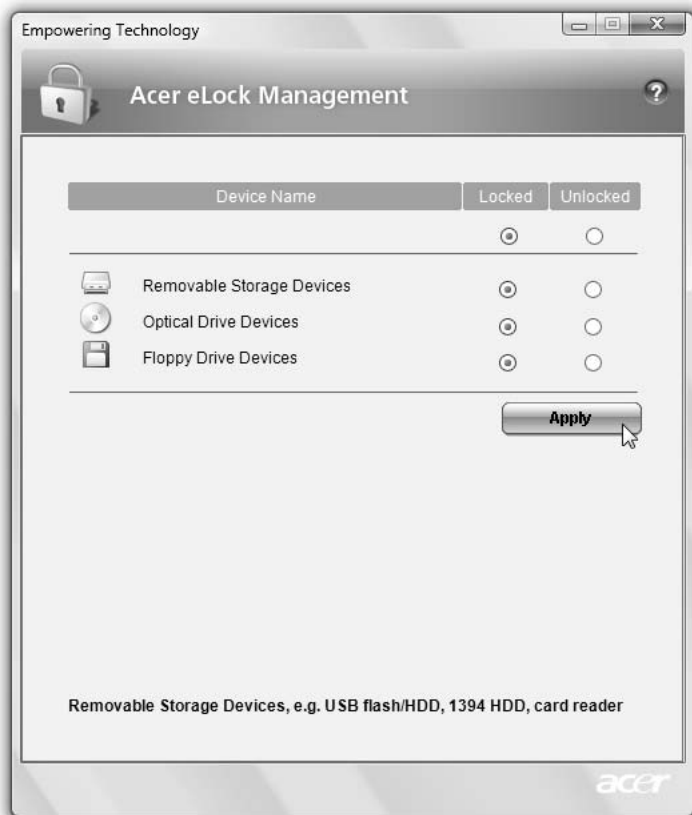 Empowering Technology
Acer eLock Management
?
Device Name Locked Unlocked
Removable Storage Devices
Optical Drive Devices
Floppy Drive Devices
Apply
Removable Storage Devices, e.g. USB flash/HDD, 1394 HDD, card reader
acer